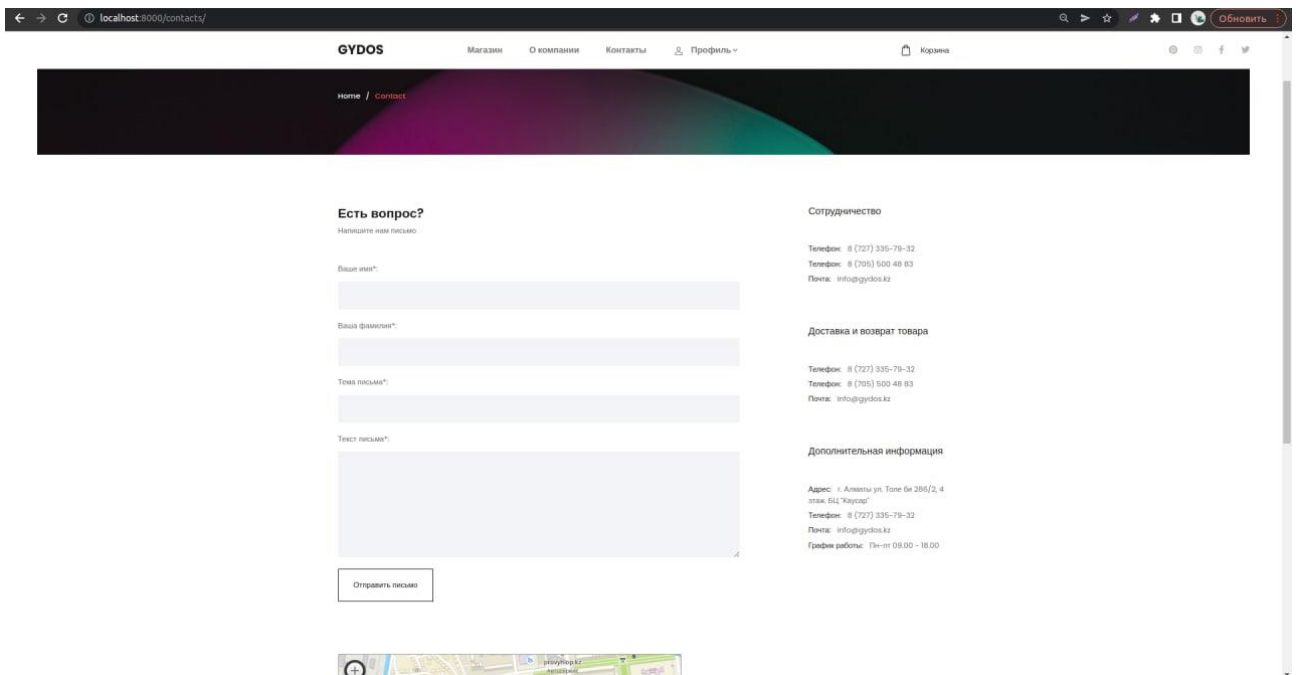 localhost:8000/contacts/
Обновить
GYDOS Магазин О компании Контакты Профиль Корзина
Home / Contact
Есть вопрос?
Напишите нам письмо
Ваше имя*:
Ваша фамилия*:
Тема письма*:
Текст письма*:
Отправить письмо
Сотрудничество
Телефон: 8 (727) 335-79-32
Телефон: 8 (705) 500 48 83
Почта: info@gydos.kz
Доставка и возврат товара
Телефон: 8 (727) 335-79-32
Телефон: 8 (705) 500 48 83
Почта: info@gydos.kz
Дополнительная информация
Адрес: г. Алматы ул. Толе би 286/2, 4
этаж. БЦ "Каусар"
Телефон: 8 (727) 335-79-32
Почта: info@gydos.kz
График работы: Пн-пт 09.00 - 18.00